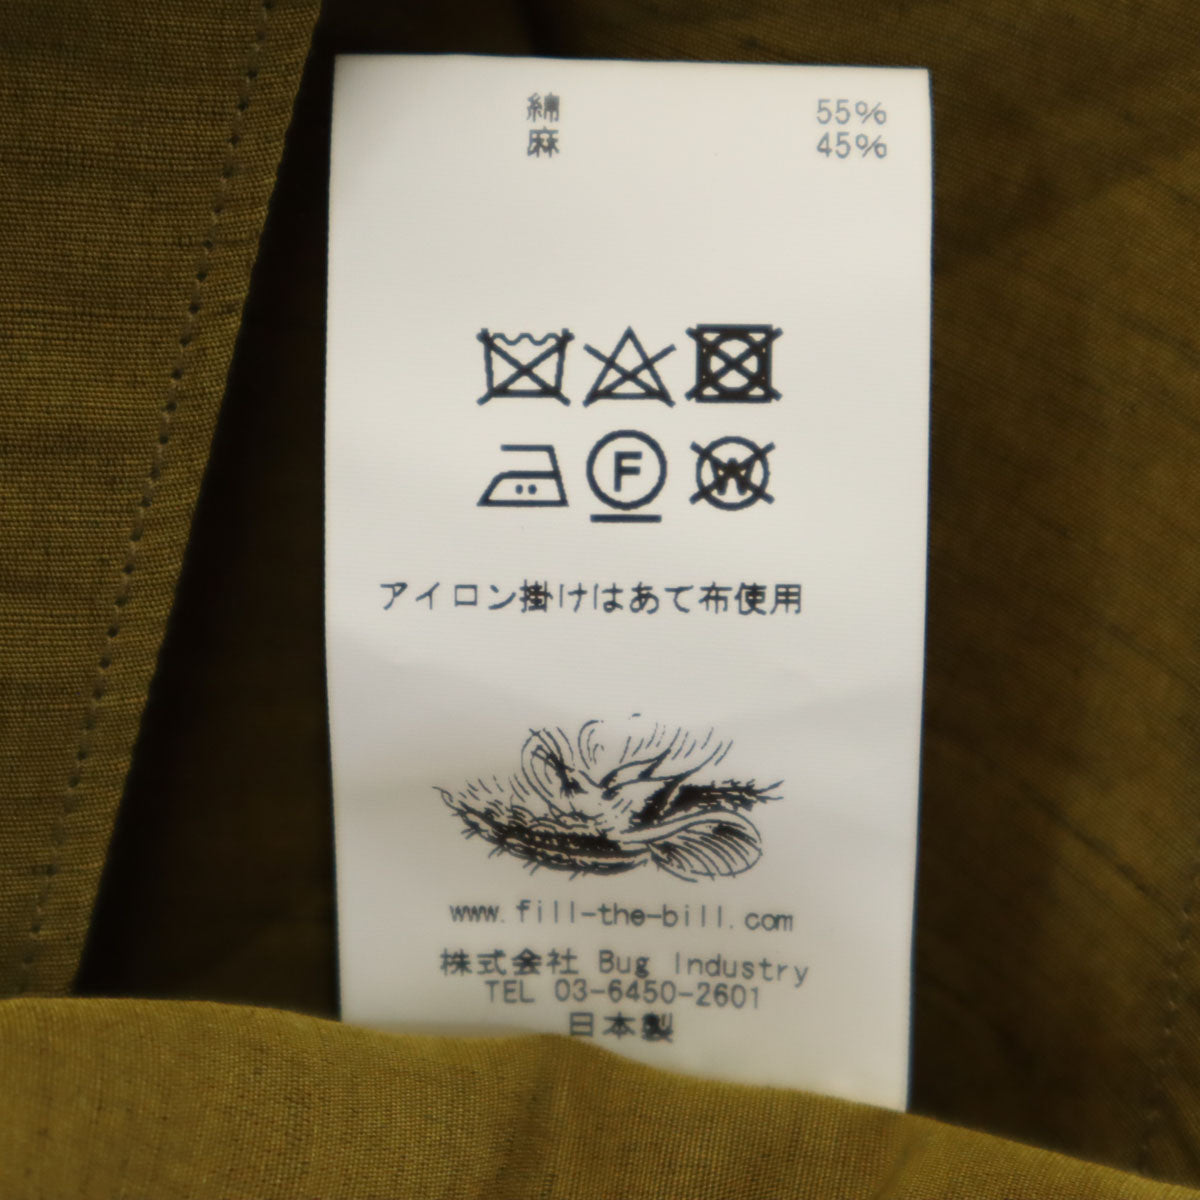 綿 55%
麻 45%
F W
アイロン掛けはあて布使用
www.fill-the-bill.com
株式会社 Bug Industry
TEL 03-6450-2601
日本製